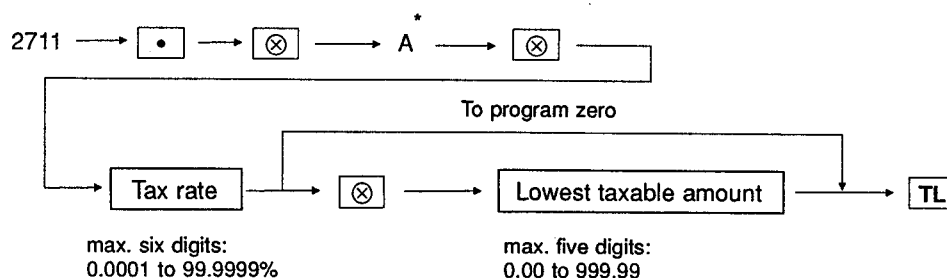 *
2711 • ⊗ A ⊗
To program zero
Tax rate ⊗ Lowest taxable amount TL
max. six digits: max. five digits:
0.0001 to 99.9999% 0.00 to 999.99